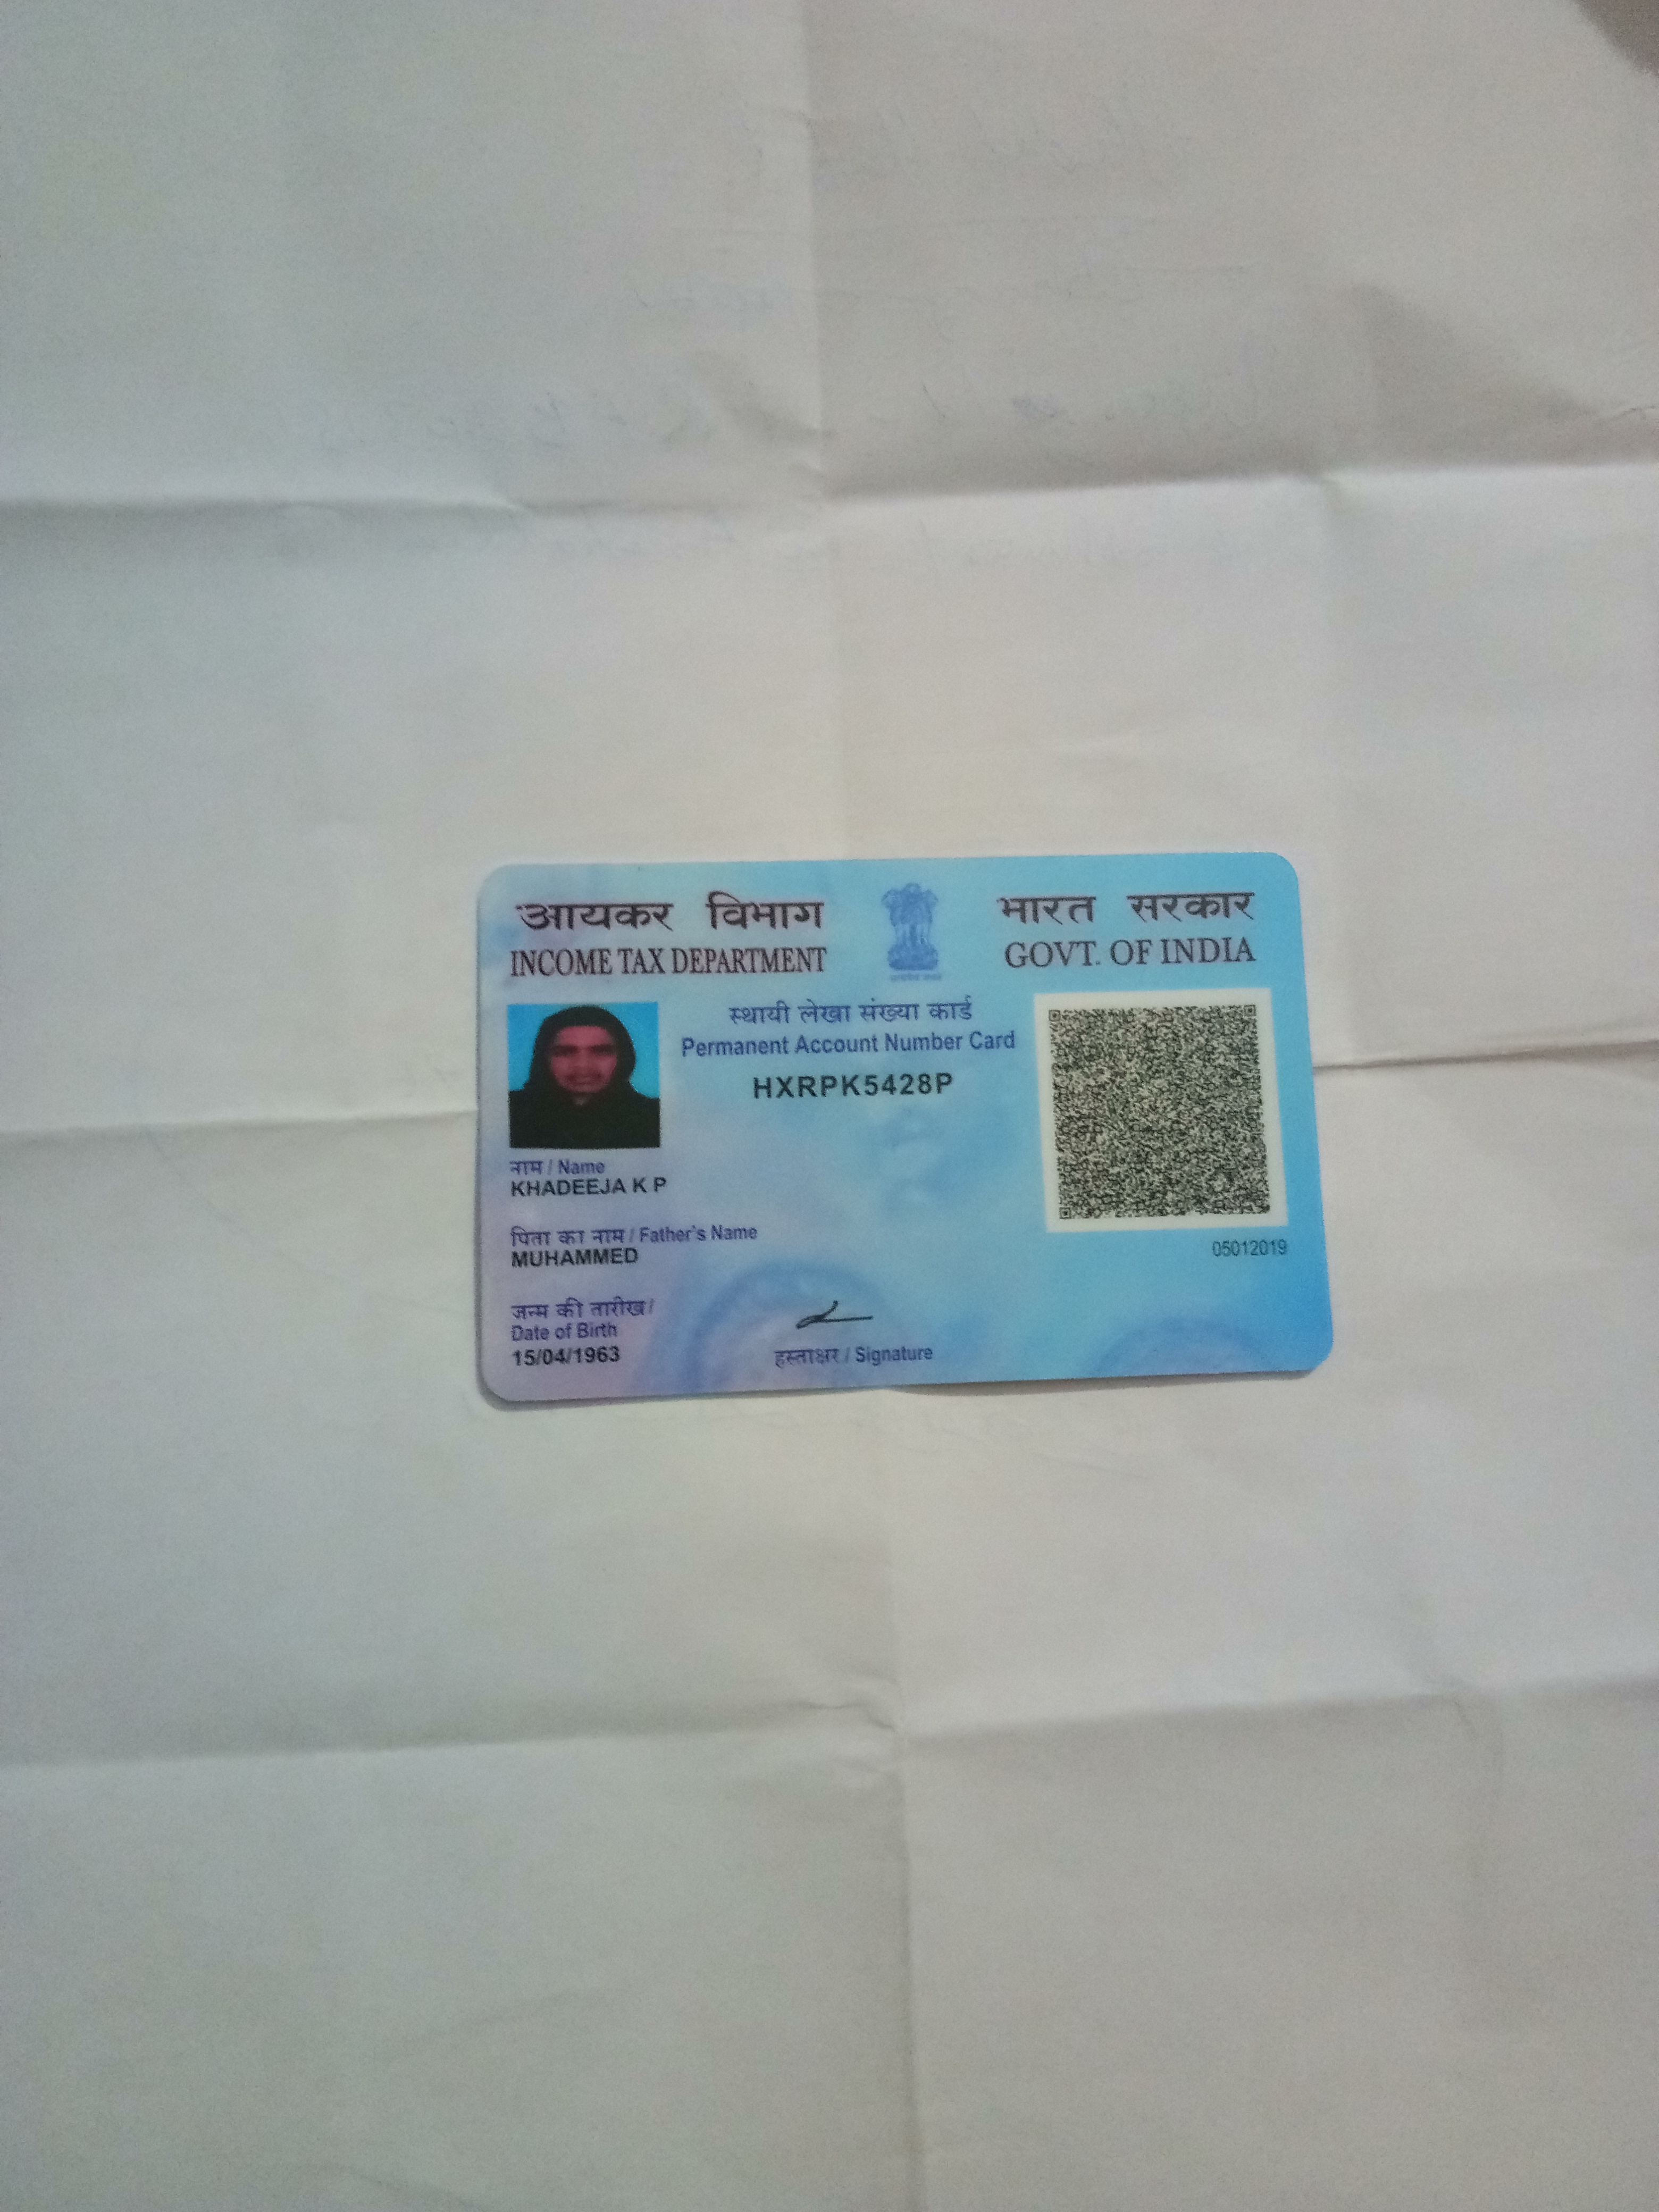 आयकर विभाग
INCOME TAX DEPARTMENT
भारत सरकार
GOVT. OF INDIA
स्थायी लेखा संख्या कार्ड
Permanent Account Number Card
HXRPK5428P
नाम / Name
KHADEEJA K P
पिता का नाम / Father's Name
MUHAMMED
जन्म की तारीख /
Date of Birth
15/04/1963
हस्ताक्षर / Signature
05012019